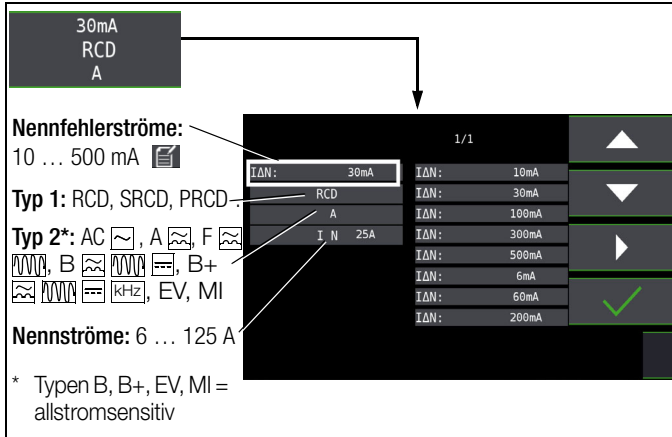 30mA
RCD
A
Nennfehlerströme:
10 … 500 mA
Typ 1: RCD, SRCD, PRCD .
Typ 2*: AC, A, F
, B, B+
kHz, EV, MI
Nennströme: 6 … 125 A
* Typen B, B+, EV, MI =
allstromsensitiv
1/1
IΔN: 30mA
RCD
A
I N 25A
IΔN: 10mA
IΔN: 30mA
IΔN: 100mA
IΔN: 300mA
IΔN: 500mA
IΔN: 6mA
IΔN: 60mA
IΔN: 200mA